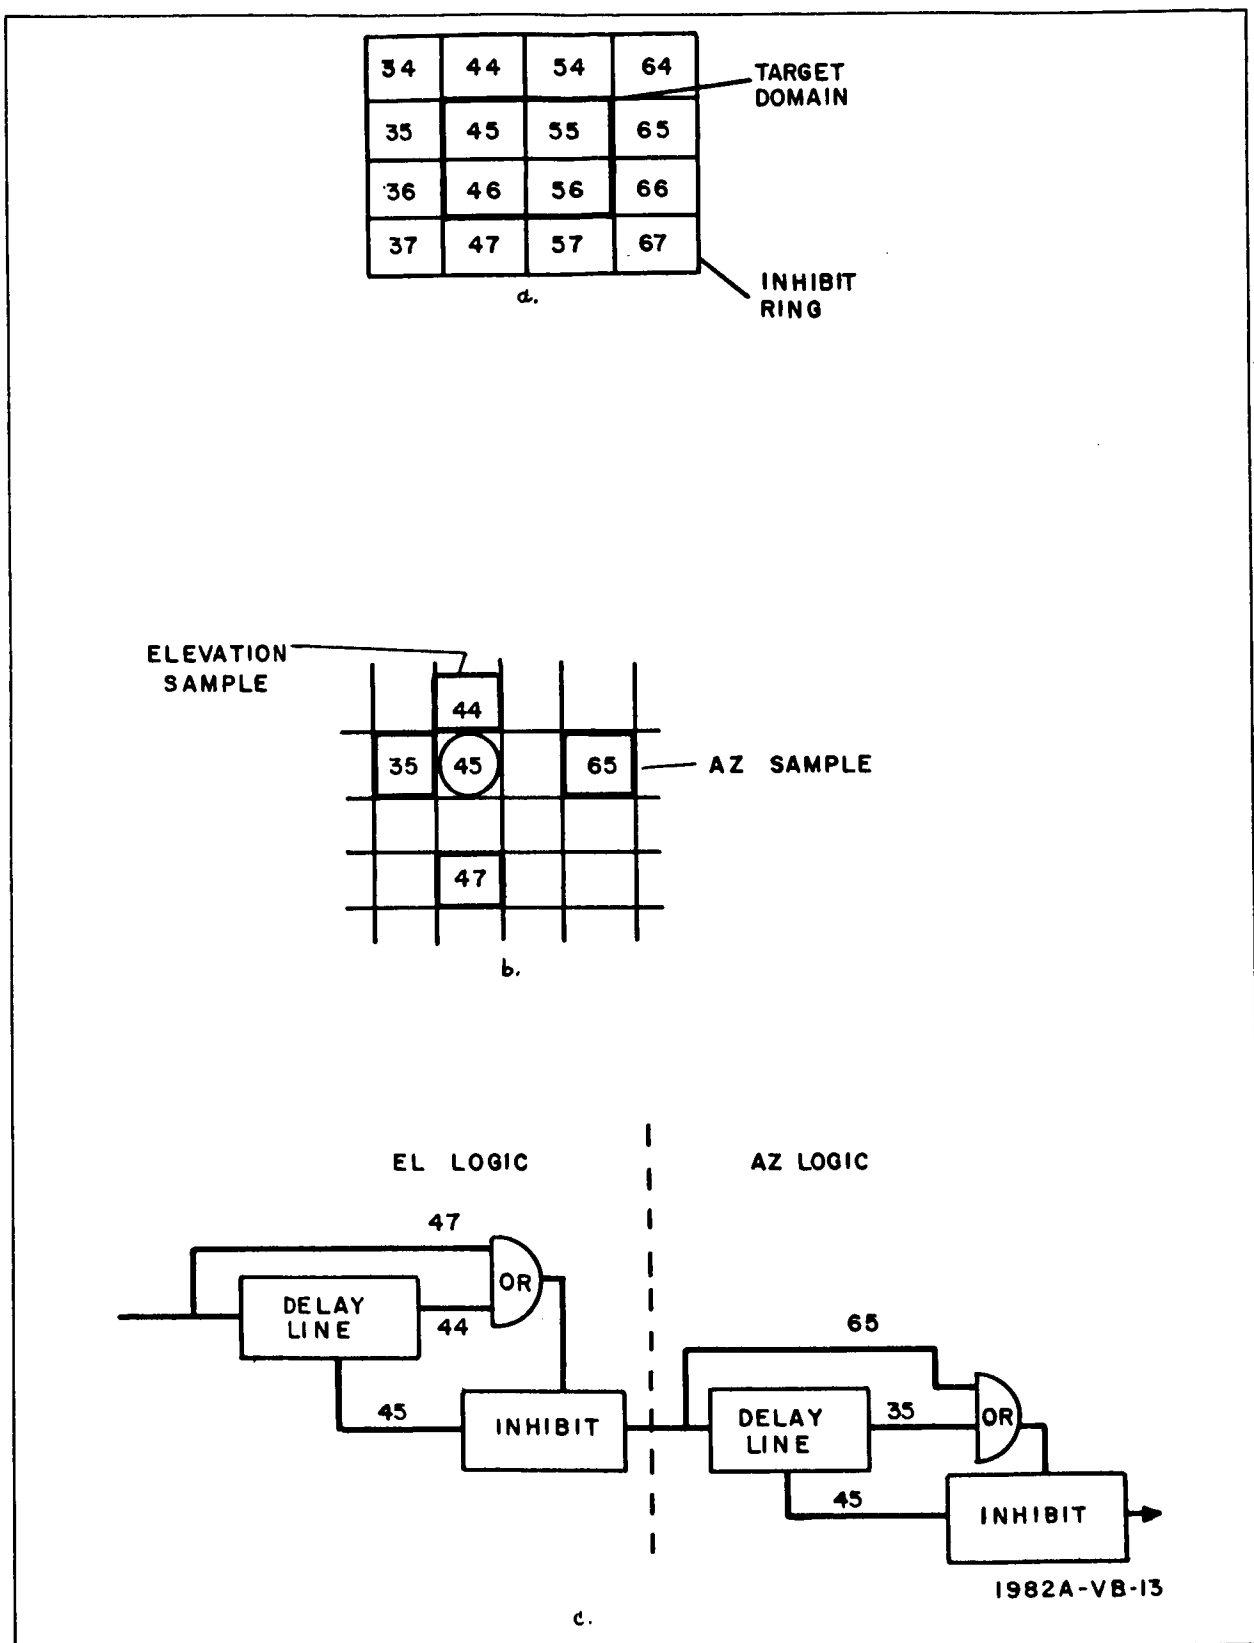 34 44 54 64
TARGET
DOMAIN
35 45 55 65
36 46 56 66
37 47 57 67
INHIBIT
RING
a.
ELEVATION
SAMPLE
44
35 45 65
AZ SAMPLE
47
b.
EL LOGIC
AZ LOGIC
47
OR
DELAY
LINE
44
45
INHIBIT
65
DELAY
LINE
35
OR
45
INHIBIT
1982A-VB-13
c.